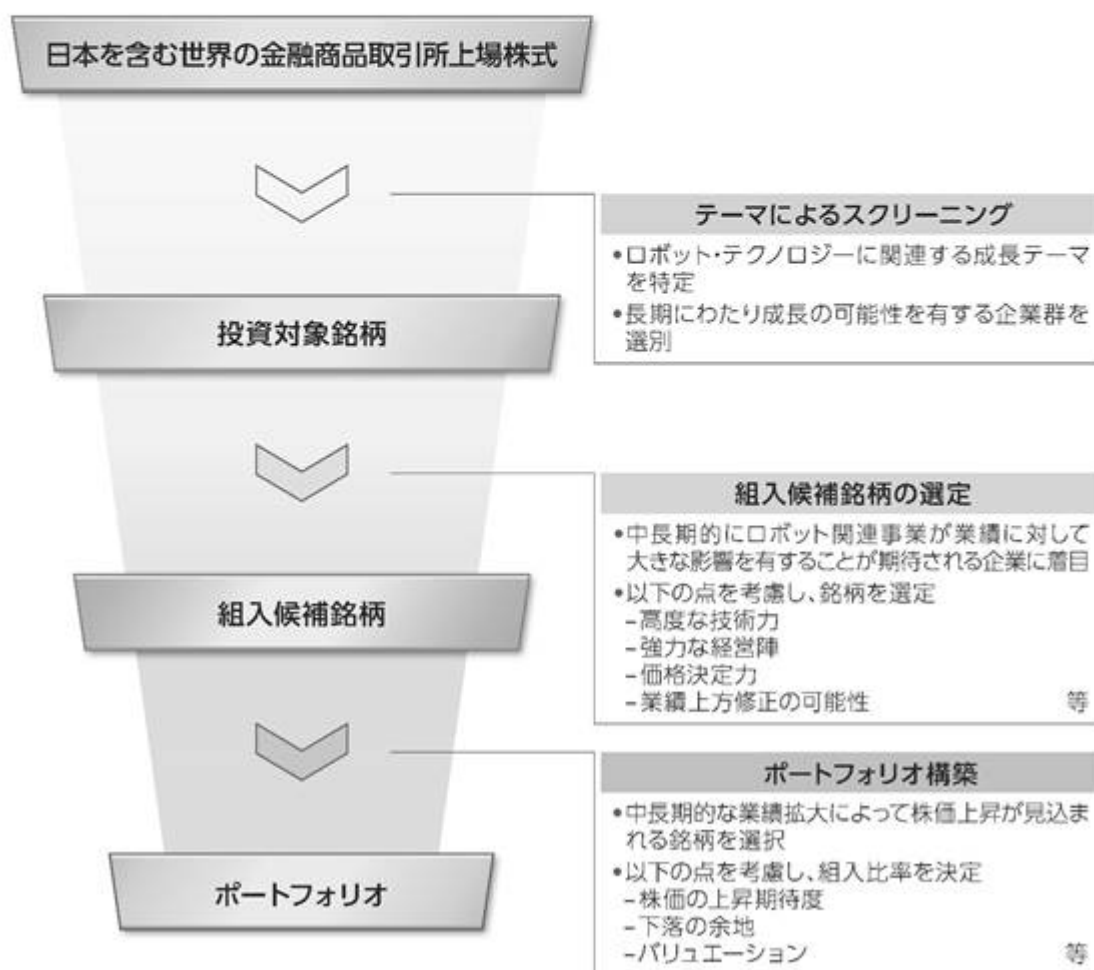 日本を含む世界の金融商品取引所上場株式
テーマによるスクリーニング
•ロボット・テクノロジーに関連する成長テーマ
を特定
•長期にわたり成長の可能性を有する企業群を
選別
投資対象銘柄
組入候補銘柄の選定
•中長期的にロボット関連事業が業績に対して
大きな影響を有することが期待される企業に着目
•以下の点を考慮し、銘柄を選定
–高度な技術力
–強力な経営陣
–価格決定力
–業績上方修正の可能性 等
組入候補銘柄
ポートフォリオ構築
•中長期的な業績拡大によって株価上昇が見込ま
れる銘柄を選択
•以下の点を考慮し、組入比率を決定
–株価の上昇期待度
–下落の余地
–バリュエーション 等
ポートフォリオ